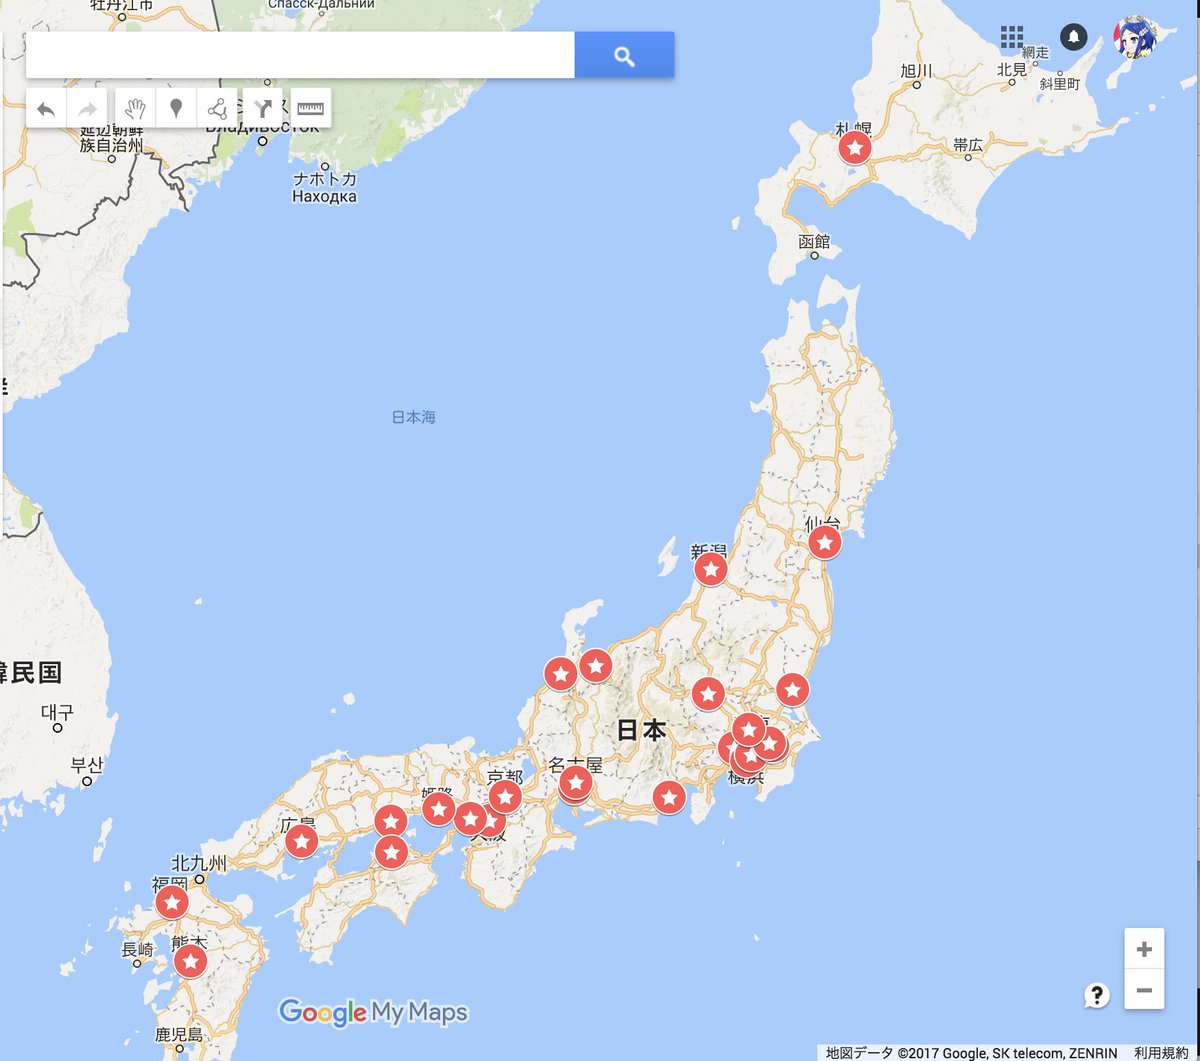 牡丹江市
Спасск-Дальний
網走
旭川
北見
斜里町
延辺朝鮮
族自治州
Владивосток
札幌
帯広
ナホトカ
Находка
函館
日本海
仙台
新潟
韓民国
대구
日本
부산
名古屋
京都
横浜
姫路
広島
大阪
北九州
福岡
長崎
熊本
Google My Maps
鹿児島
?
地図データ ©2017 Google, SK telecom, ZENRIN 利用規約